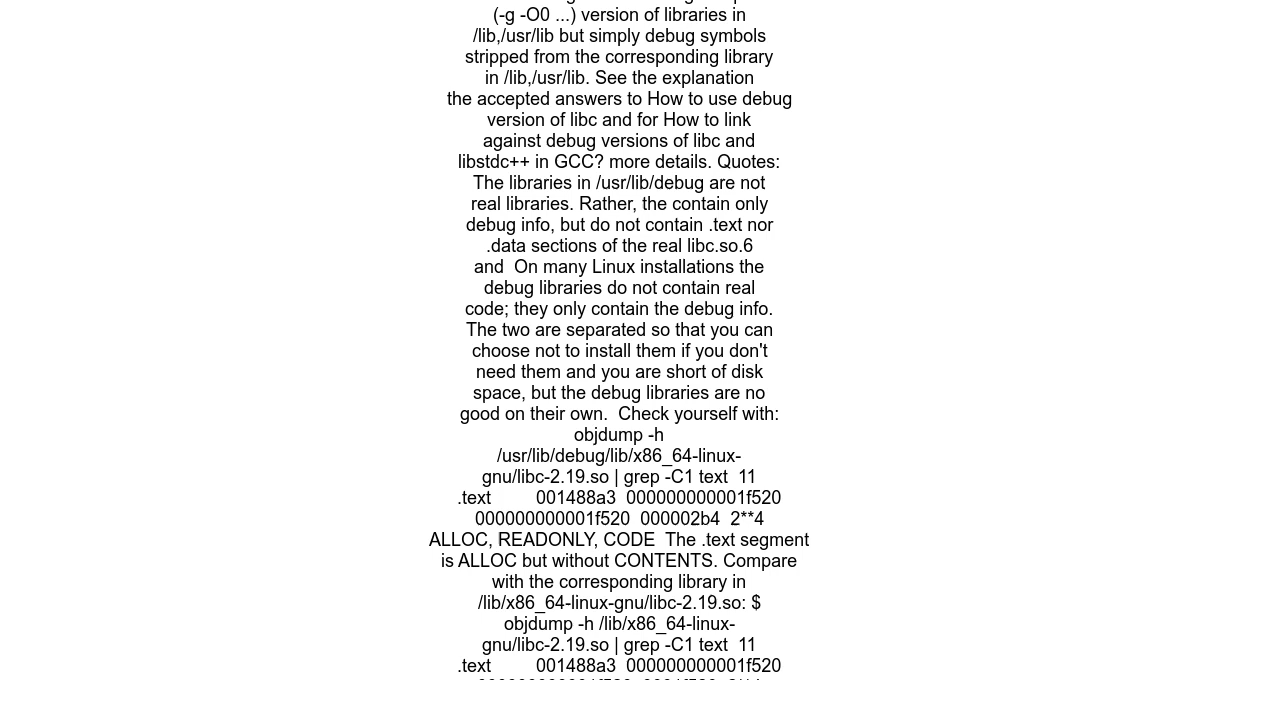 (-g -O0 ...) version of libraries in
/lib,/usr/lib but simply debug symbols
stripped from the corresponding library
in /lib,/usr/lib. See the explanation
the accepted answers to How to use debug
version of libc and for How to link
against debug versions of libc and
libstdc++ in GCC? more details. Quotes:
The libraries in /usr/lib/debug are not
real libraries. Rather, the contain only
debug info, but do not contain .text nor
.data sections of the real libc.so.6
and  On many Linux installations the
debug libraries do not contain real
code; they only contain the debug info.
The two are separated so that you can
choose not to install them if you don't
need them and you are short of disk
space, but the debug libraries are no
good on their own.  Check yourself with:
objdump -h
/usr/lib/debug/lib/x86_64-linux-
gnu/libc-2.19.so | grep -C1 text  11
.text         001488a3  000000000001f520
000000000001f520  000002b4  2**4
ALLOC, READONLY, CODE  The .text segment
is ALLOC but without CONTENTS. Compare
with the corresponding library in
/lib/x86_64-linux-gnu/libc-2.19.so: $
objdump -h /lib/x86_64-linux-
gnu/libc-2.19.so | grep -C1 text  11
.text         001488a3  000000000001f520